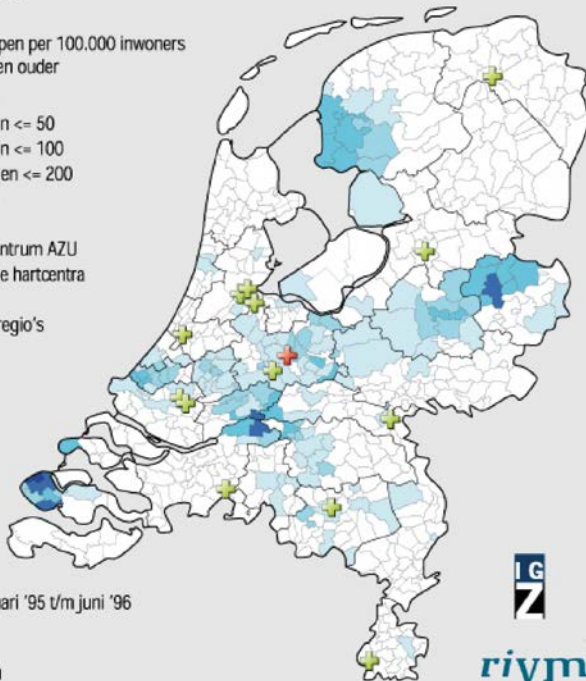 pen per 100.000 inwoners
en ouder
n <= 50
n <= 100
en <= 200
ntrum AZU
e hartcentra
regio's
ari '95 t/m juni '96
IG
Z
rivm